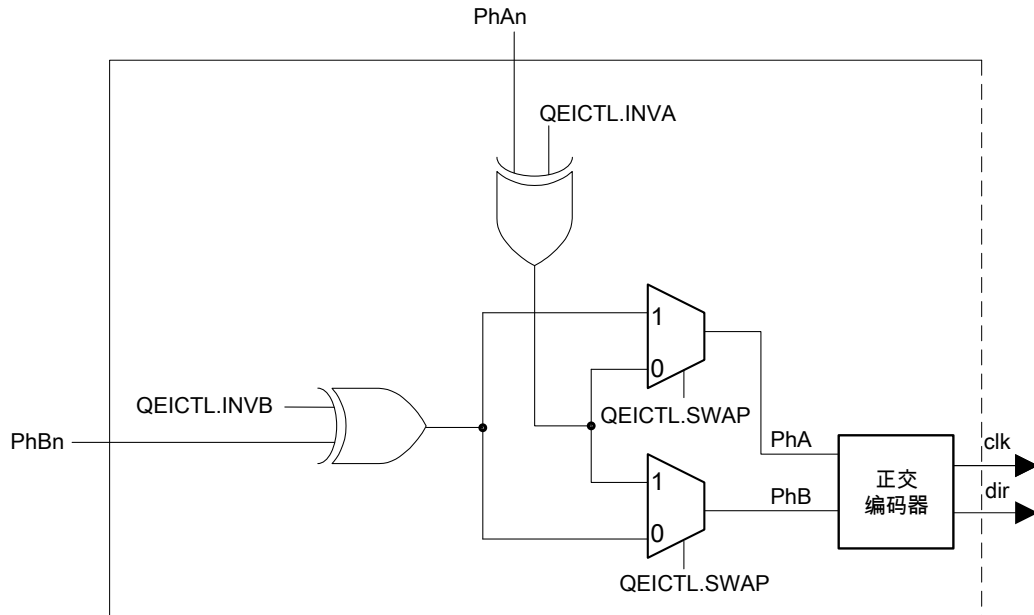 PhAn
QEICTL.INVA
1
0
QEICTL.INVB
QEICTL.SWAP
PhBn
PhA
clk
正交
编码器
1
PhB
dir
0
QEICTL.SWAP